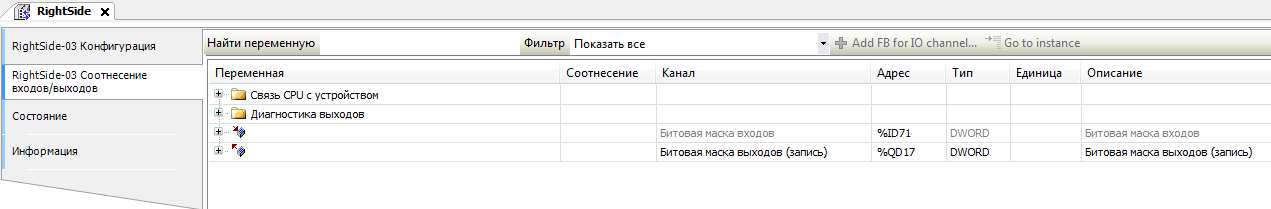 RightSide
RightSide-03 Конфигурация
RightSide-03 Соотнесение
входов/выходов
Состояние
Информация
Найти переменную Фильтр Показать все Add FB for IO channel... Go to instance
Переменная Соотнесение Канал Адрес Тип Единица Описание
Связь CPU с устройством
Диагностика выходов
Битовая маска входов %ID71 DWORD Битовая маска входов
Битовая маска выходов (запись) %QD17 DWORD Битовая маска выходов (запись)